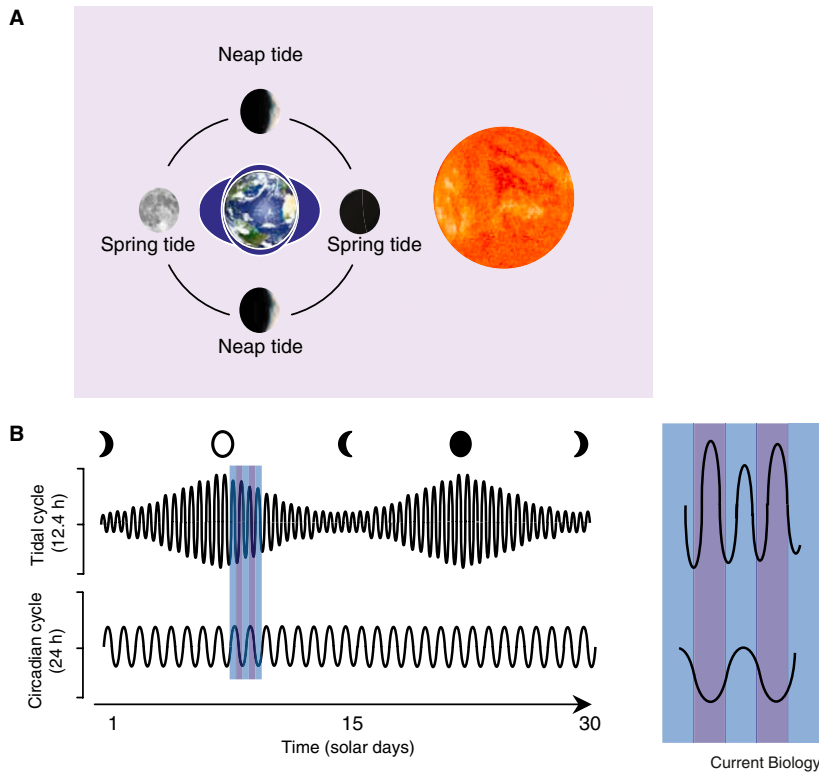 A
Neap tide
Spring tide
Spring tide
Neap tide
B
Tidal cycle
(12.4 h)
Circadian cycle
(24 h)
1
15
30
Time (solar days)
Current Biology